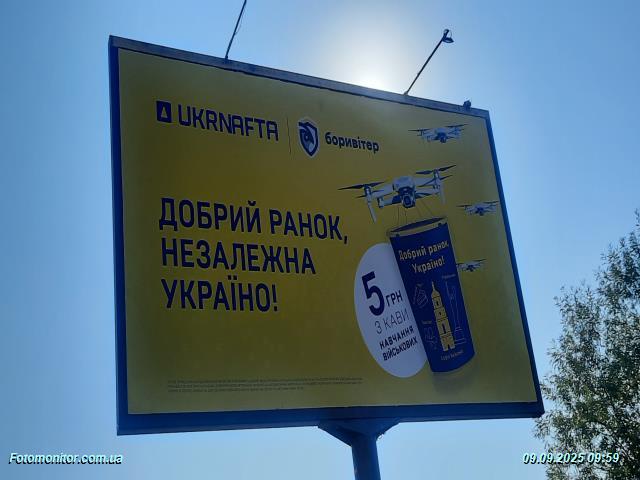 UKRNAFTA
боривітер
ДОБРИЙ РАНОК,
НЕЗАЛЕЖНА
УКРАЇНО!
Добрий ранок,
Україно!
5 ГРН
З КАВИ
НАВЧАННЯ
ВІЙСЬКОВИХ
Fotomonitor.com.ua
09.09.2025 09:59